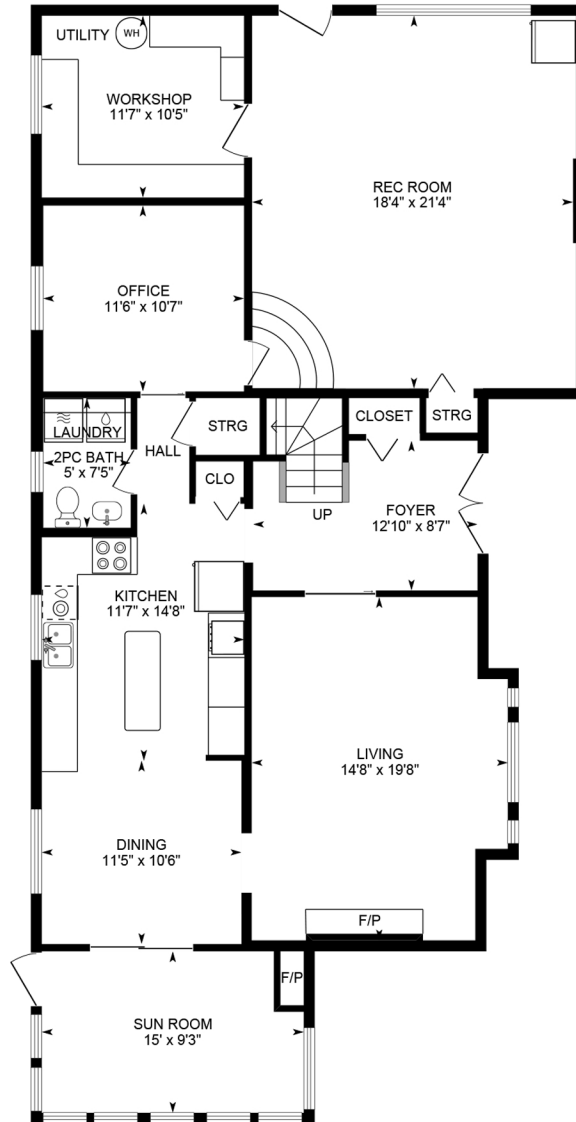 UTILITY
WH
WORKSHOP
11'7" x 10'5"
REC ROOM
18'4" x 21'4"
OFFICE
11'6" x 10'7"
LAUNDRY
2PC BATH
5' x 7'5"
HALL
STRG
CLOSET
STRG
CLO
UP
FOYER
12'10" x 8'7"
KITCHEN
11'7" x 14'8"
LIVING
14'8" x 19'8"
DINING
11'5" x 10'6"
F/P
F/P
SUN ROOM
15' x 9'3"